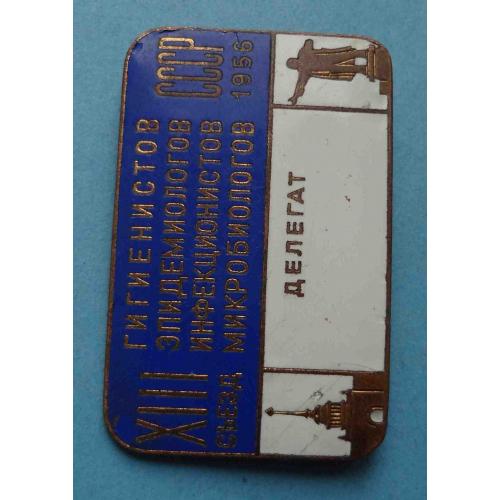 XIII
СЪЕЗД
ГИГИЕНИСТОВ
ЭПИДЕМИОЛОГОВ
ИНФЕКЦИОНИСТОВ
МИКРОБИОЛОГОВ
СССР
1956
ДЕЛЕГАТ